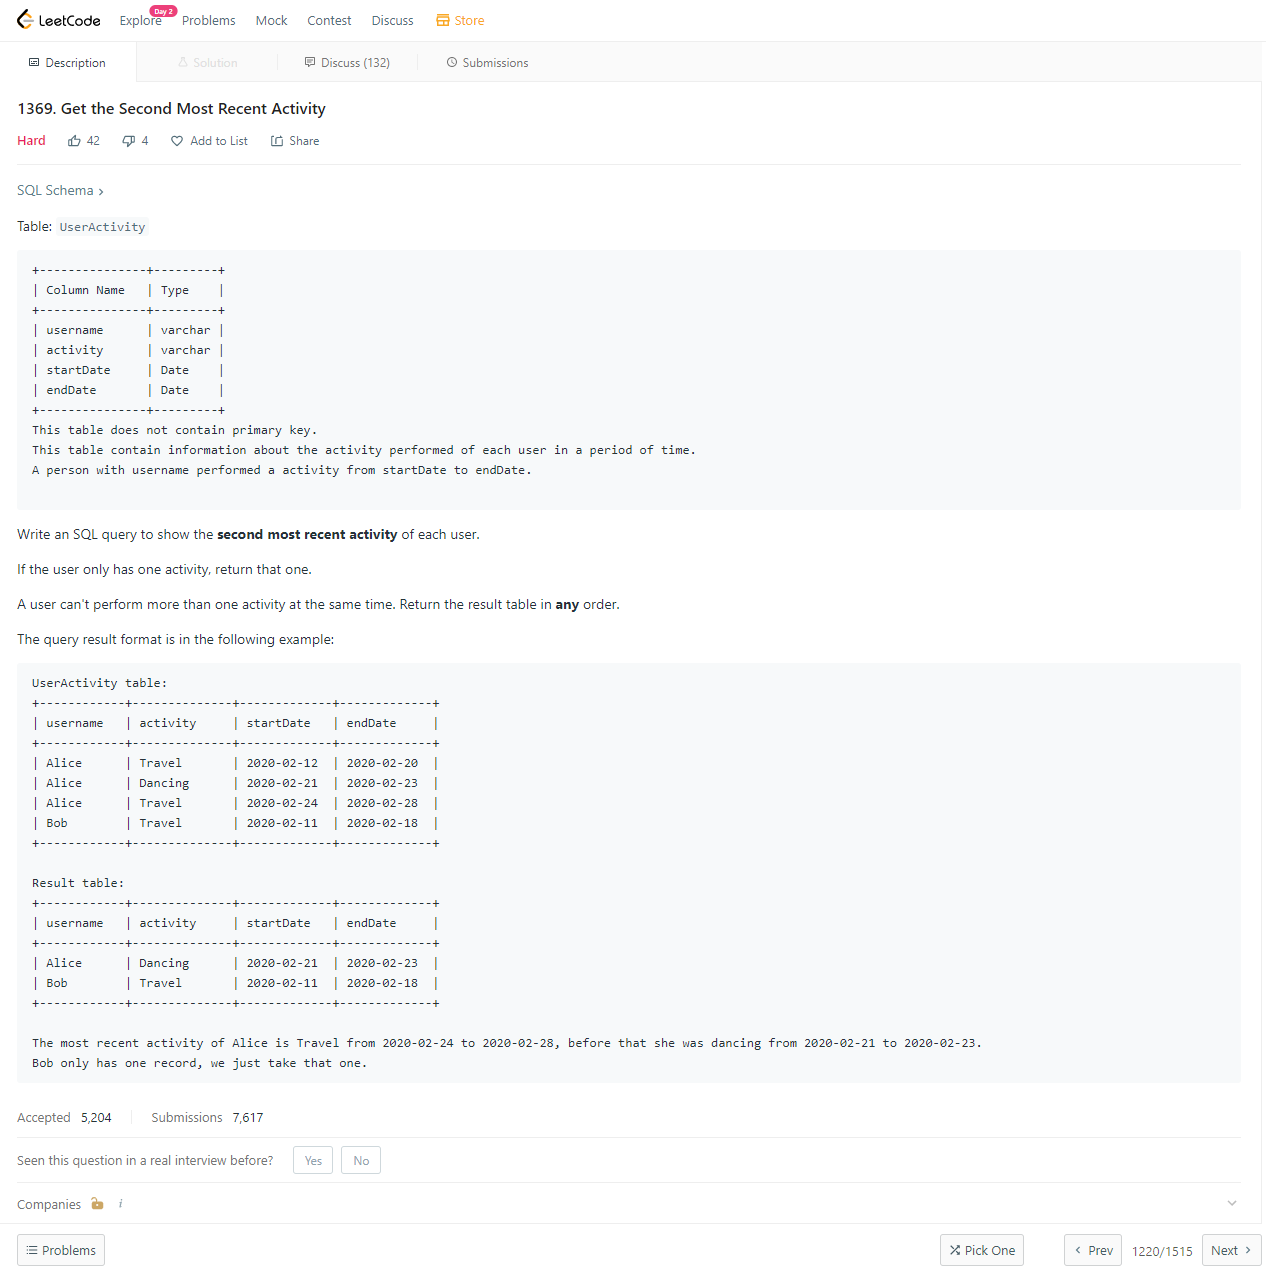 LeetCode Explore Day 2 Problems Mock Contest Discuss Store
Description Solution Discuss (132) Submissions
1369. Get the Second Most Recent Activity
Hard 42 4 Add to List Share
SQL Schema >
Table: UserActivity
+---------------+---------+
| Column Name   | Type    |
+---------------+---------+
| username      | varchar |
| activity      | varchar |
| startDate     | Date    |
| endDate       | Date    |
+---------------+---------+
This table does not contain primary key.
This table contain information about the activity performed of each user in a period of time.
A person with username performed a activity from startDate to endDate.
Write an SQL query to show the second most recent activity of each user.
If the user only has one activity, return that one.
A user can't perform more than one activity at the same time. Return the result table in any order.
The query result format is in the following example:
UserActivity table:
+------------+--------------+-------------+-------------+
| username   | activity     | startDate   | endDate     |
+------------+--------------+-------------+-------------+
| Alice      | Travel       | 2020-02-12  | 2020-02-20  |
| Alice      | Dancing      | 2020-02-21  | 2020-02-23  |
| Alice      | Travel       | 2020-02-24  | 2020-02-28  |
| Bob        | Travel       | 2020-02-11  | 2020-02-18  |
+------------+--------------+-------------+-------------+
Result table:
+------------+--------------+-------------+-------------+
| username   | activity     | startDate   | endDate     |
+------------+--------------+-------------+-------------+
| Alice      | Dancing      | 2020-02-21  | 2020-02-23  |
| Bob        | Travel       | 2020-02-11  | 2020-02-18  |
+------------+--------------+-------------+-------------+
The most recent activity of Alice is Travel from 2020-02-24 to 2020-02-28, before that she was dancing from 2020-02-21 to 2020-02-23.
Bob only has one record, we just take that one.
Accepted 5,204 Submissions 7,617
Seen this question in a real interview before? Yes No
Companies i
Problems Pick One < Prev 1220/1515 Next >